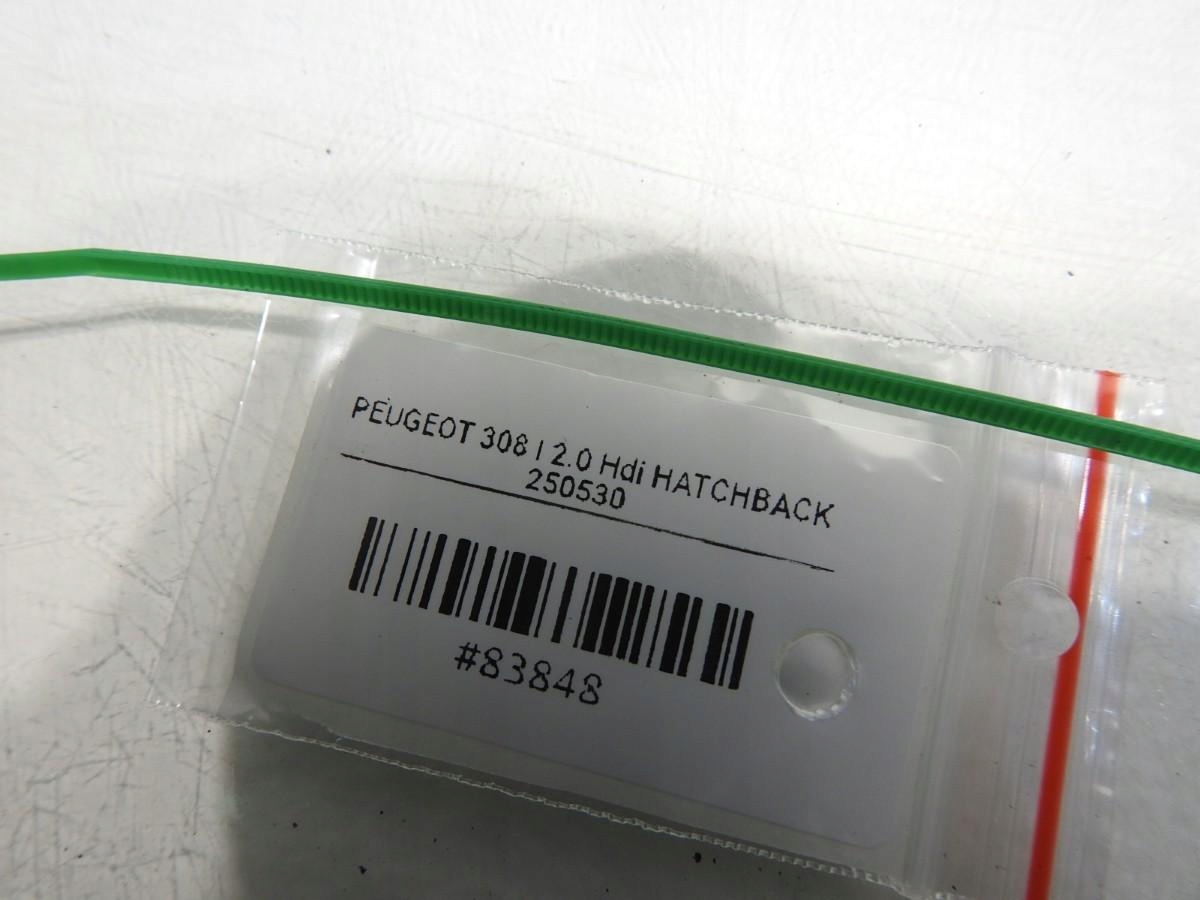 PEUGEOT 308 I 2.0 Hdi HATCHBACK
250530
#83848